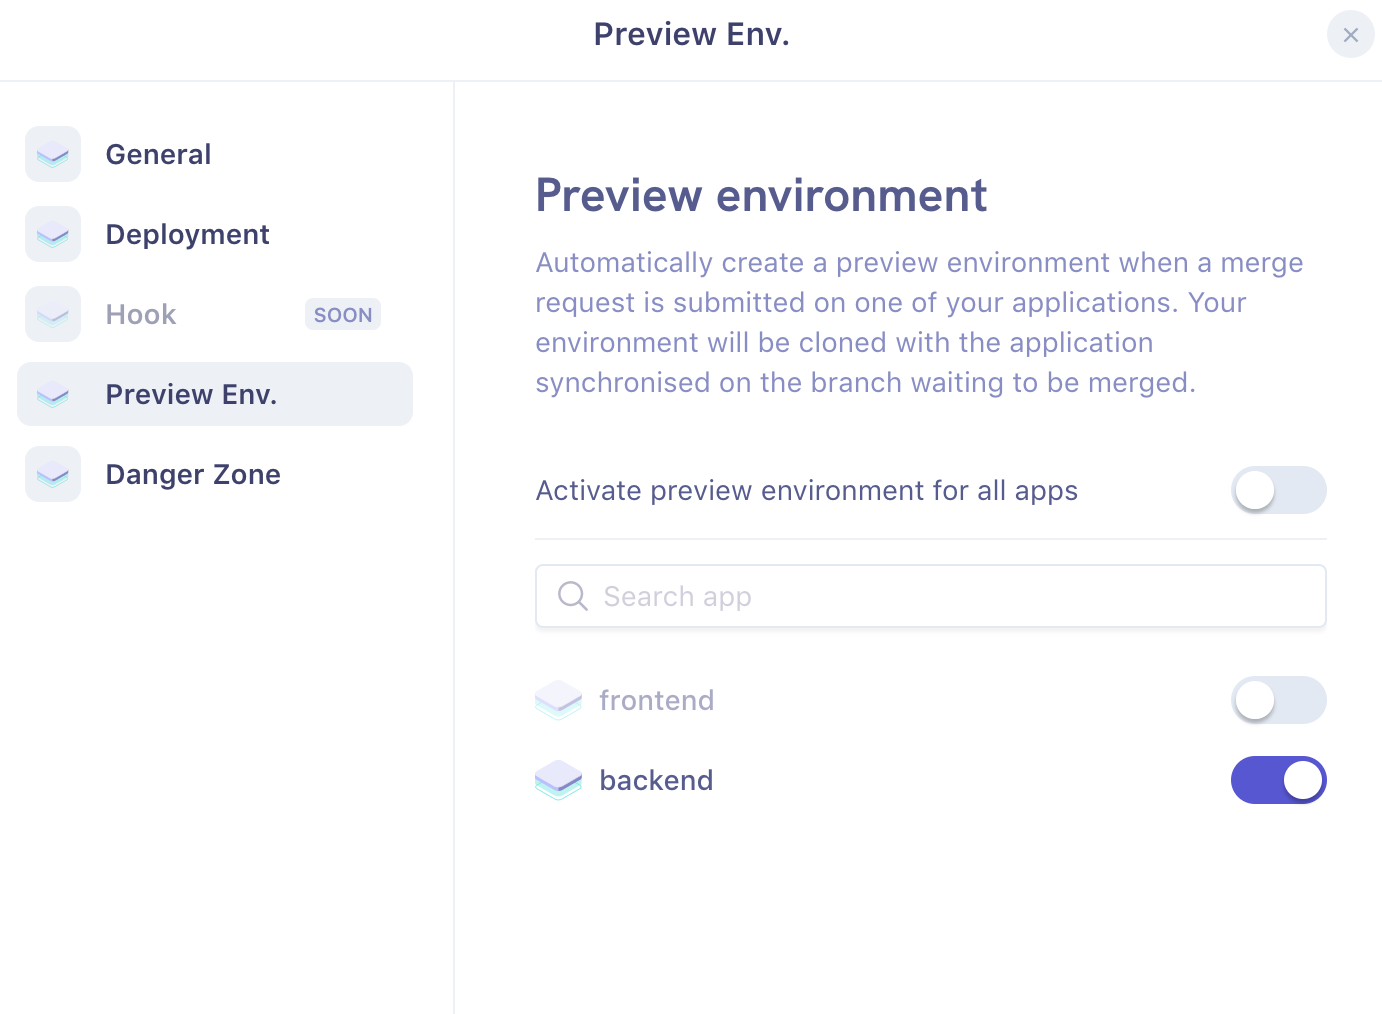 Preview Env.
General
Deployment
Hook SOON
Preview Env.
Danger Zone
Preview environment
Automatically create a preview environment when a merge
request is submitted on one of your applications. Your
environment will be cloned with the application
synchronised on the branch waiting to be merged.
Activate preview environment for all apps
Search app
frontend
backend